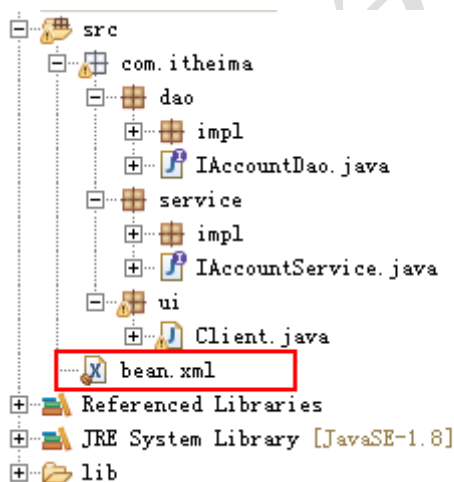 src
com.itheima
dao
impl
IAccountDao.java
service
impl
IAccountService.java
ui
Client.java
bean.xml
Referenced Libraries
JRE System Library [JavaSE-1.8]
lib